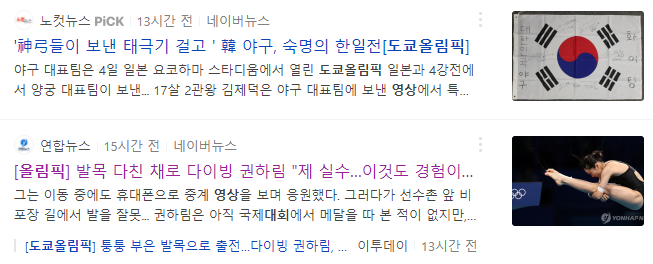 노컷뉴스 PiCK 13시간 전 네이버뉴스
'神弓들이 보낸 태극기 걸고 ' 韓 야구, 숙명의 한일전[도쿄올림픽]
야구 대표팀은 4일 일본 요코하마 스타디움에서 열린 도쿄올림픽 일본과 4강전에
서 양궁 대표팀이 보낸... 17살 2관왕 김제덕은 야구 대표팀에 보낸 영상에서 특...
대한민국야구
화이팅
연합뉴스 15시간 전 네이버뉴스
[올림픽] 발목 다친 채로 다이빙 권하림 "제 실수...이것도 경험이...
그는 이동 중에도 휴대폰으로 중계 영상을 보며 응원했다. 그러다가 선수촌 앞 비
포장 길에서 발을 잘못... 권하림은 아직 국제대회에서 메달을 따 본 적이 없지만,...
YONHAPN
[도쿄올림픽] 퉁퉁 부은 발목으로 출전...다이빙 권하림, ... 이투데이 13시간 전